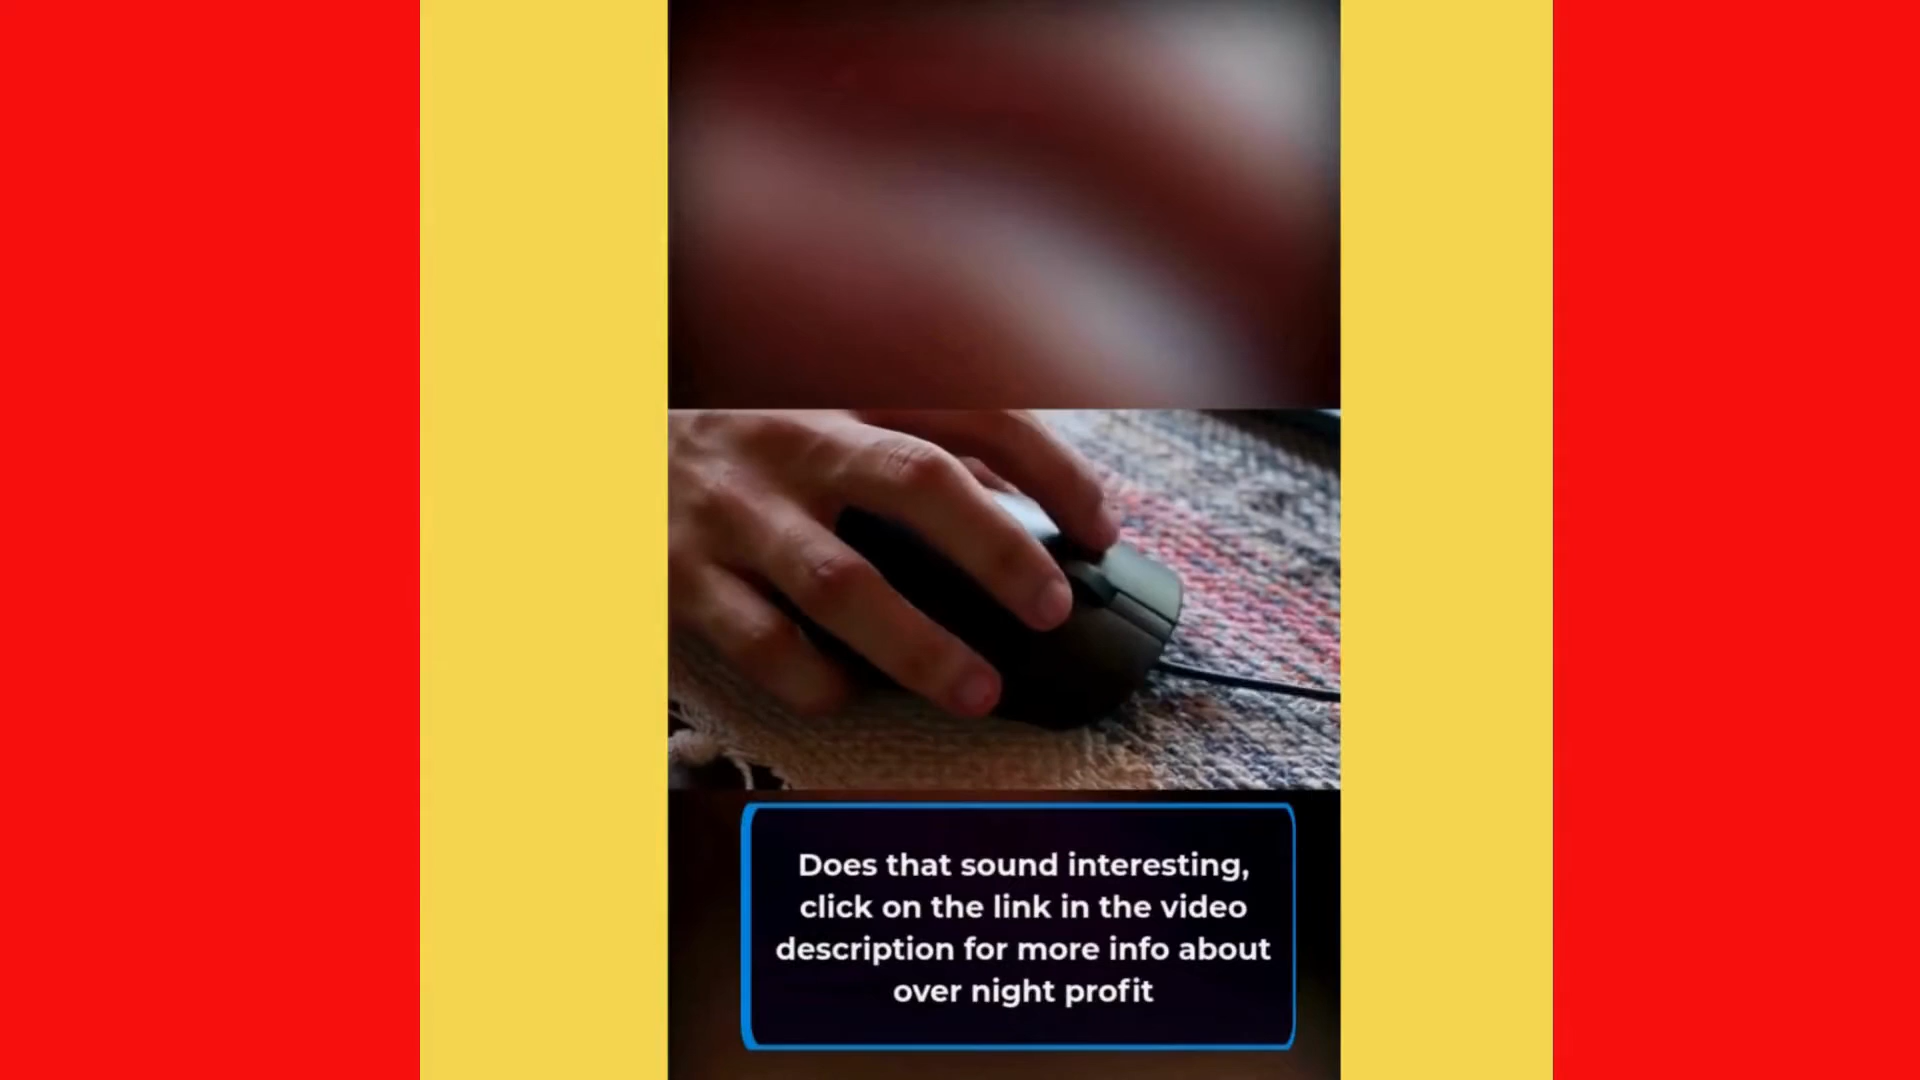 Does that sound interesting,
click on the link in the video
description for more info about
over night profit